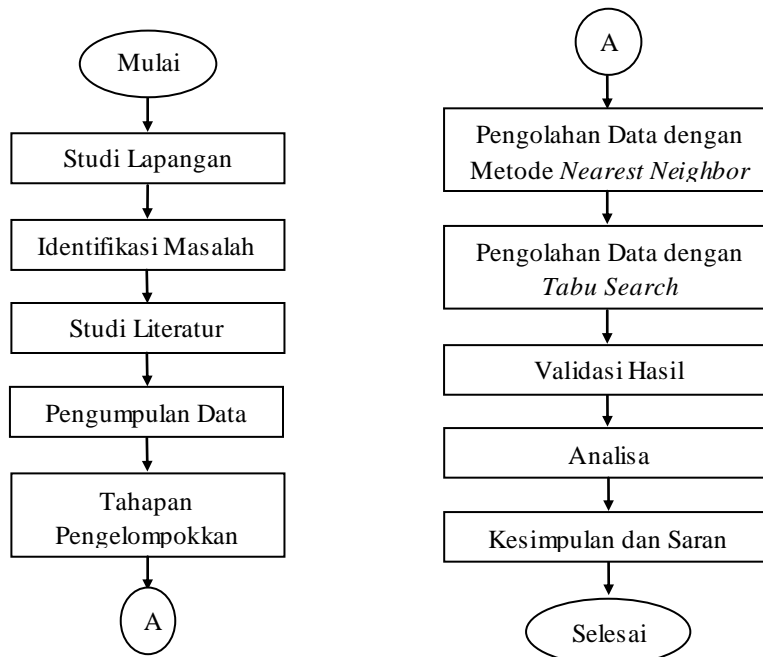 Mulai
Studi Lapangan
Identifikasi Masalah
Studi Literatur
Pengumpulan Data
Tahapan
Pengelompokkan
A
A
Pengolahan Data dengan
Metode Nearest Neighbor
Pengolahan Data dengan
Tabu Search
Validasi Hasil
Analisa
Kesimpulan dan Saran
Selesai